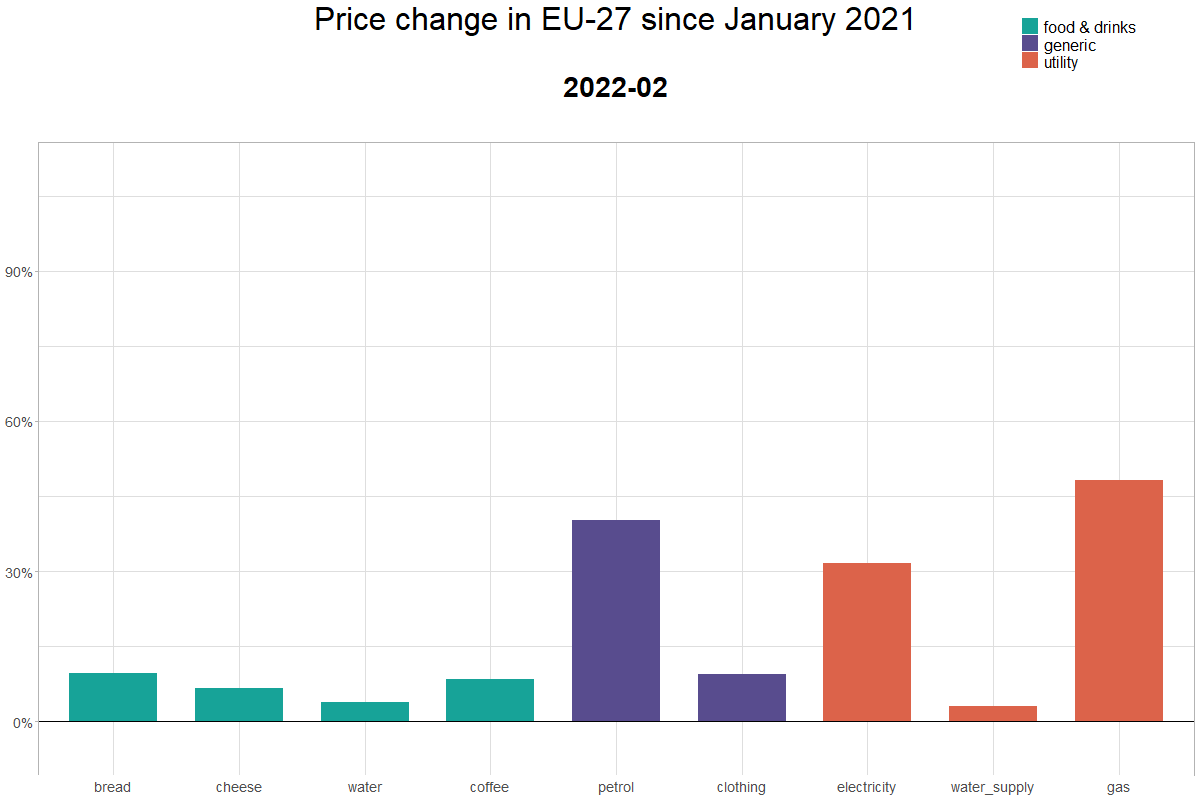 Price change in EU-27 since January 2021
food & drinks
generic
utility
2022-02
90%
60%
30%
0%
bread cheese water coffee petrol clothing electricity water_supply gas